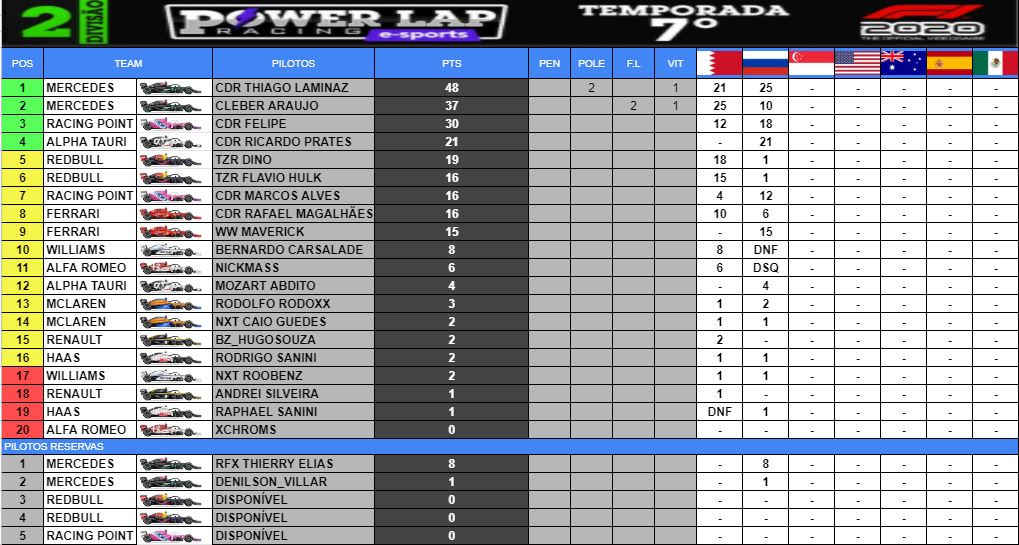 2 DIVISÃO POWER LAP RACING e-sports TEMPORADA 7º F1 2020 THE OFFICIAL VIDEOGAME
POS TEAM PILOTOS PTS PEN POLE F.L VIT
1 MERCEDES CDR THIAGO LAMINAZ 48 2 1 21 25 - - - - -
2 MERCEDES CLEBER ARAUJO 37 2 1 25 10 - - - - -
3 RACING POINT CDR FELIPE 30 12 18 - - - - -
4 ALPHA TAURI CDR RICARDO PRATES 21 - 21 - - - - -
5 REDBULL TZR DINO 19 18 1 - - - - -
6 REDBULL TZR FLAVIO HULK 16 15 1 - - - - -
7 RACING POINT CDR MARCOS ALVES 16 4 12 - - - - -
8 FERRARI CDR RAFAEL MAGALHÃES 16 10 6 - - - - -
9 FERRARI WW MAVERICK 15 - 15 - - - - -
10 WILLIAMS BERNARDO CARSALADE 8 8 DNF - - - - -
11 ALFA ROMEO NICKMASS 6 6 DSQ - - - - -
12 ALPHA TAURI MOZART ABDITO 4 - 4 - - - - -
13 MCLAREN RODOLFO RODOXX 3 1 2 - - - - -
14 MCLAREN NXT CAIO GUEDES 2 1 1 - - - - -
15 RENAULT BZ_HUGOSOUZA 2 2 - - - - - -
16 HAAS RODRIGO SANINI 2 1 1 - - - - -
17 WILLIAMS NXT ROOBENZ 2 1 1 - - - - -
18 RENAULT ANDREI SILVEIRA 1 1 - - - - - -
19 HAAS RAPHAEL SANINI 1 DNF 1 - - - - -
20 ALFA ROMEO XCHROMS 0 - - - - - - -
PILOTOS RESERVAS
1 MERCEDES RFX THIERRY ELIAS 8 - 8 - - - - -
2 MERCEDES DENILSON_VILLAR 1 - 1 - - - - -
3 REDBULL DISPONÍVEL 0 - - - - - - -
4 REDBULL DISPONÍVEL 0 - - - - - - -
5 RACING POINT DISPONÍVEL 0 - - - - - - -